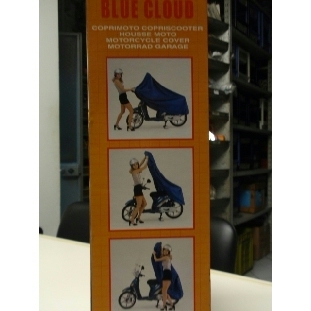 BLUE CLOUD
COPRIMOTO COPRISCOOTER
HOUSSE MOTO
MOTORCYCLE COVER
MOTORRAD GARAGE